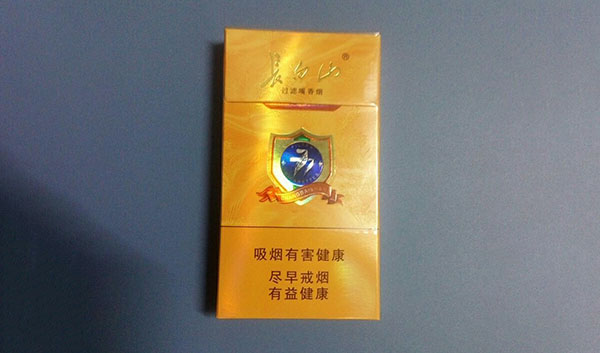 长白山®
过滤嘴香烟
吸烟有害健康
尽早戒烟
有益健康